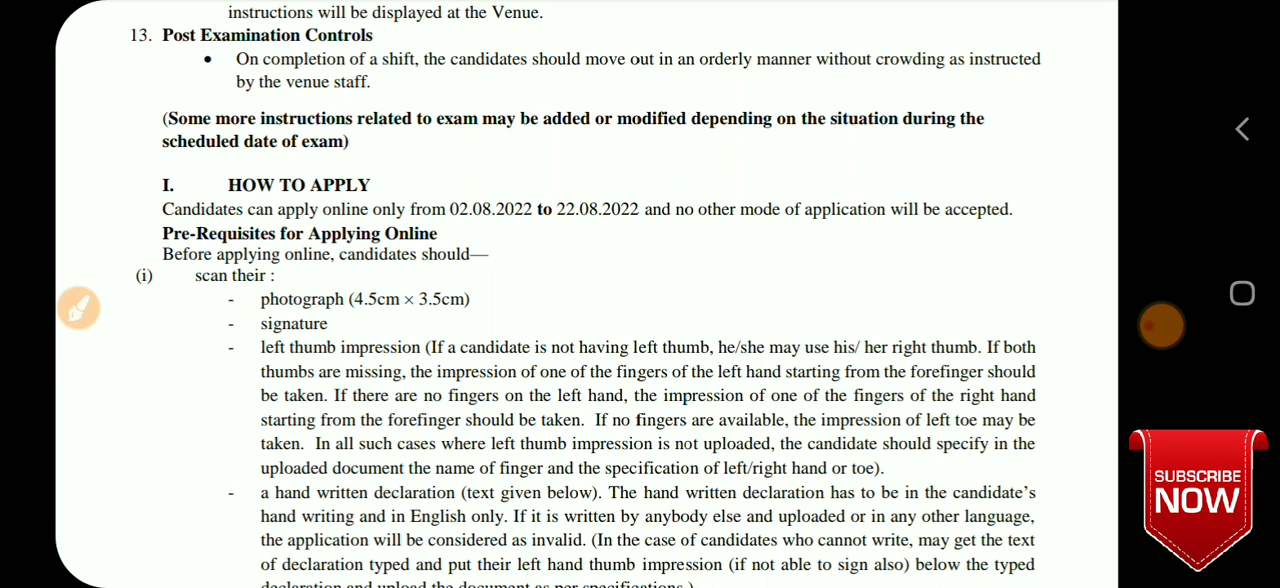 instructions will be displayed at the Venue.
13. Post Examination Controls
• On completion of a shift, the candidates should move out in an orderly manner without crowding as instructed
by the venue staff.
(Some more instructions related to exam may be added or modified depending on the situation during the
scheduled date of exam)
I. HOW TO APPLY
Candidates can apply online only from 02.08.2022 to 22.08.2022 and no other mode of application will be accepted.
Pre-Requisites for Applying Online
Before applying online, candidates should—
(i) scan their :
- photograph (4.5cm × 3.5cm)
- signature
- left thumb impression (If a candidate is not having left thumb, he/she may use his/ her right thumb. If both
thumbs are missing, the impression of one of the fingers of the left hand starting from the forefinger should
be taken. If there are no fingers on the left hand, the impression of one of the fingers of the right hand
starting from the forefinger should be taken.  If no fingers are available, the impression of left toe may be
taken.  In all such cases where left thumb impression is not uploaded, the candidate should specify in the
uploaded document the name of finger and the specification of left/right hand or toe).
- a hand written declaration (text given below). The hand written declaration has to be in the candidate’s
hand writing and in English only. If it is written by anybody else and uploaded or in any other language,
the application will be considered as invalid. (In the case of candidates who cannot write, may get the text
of declaration typed and put their left hand thumb impression (if not able to sign also) below the typed
declaration and upload the document as per specifications.)
SUBSCRIBE
NOW